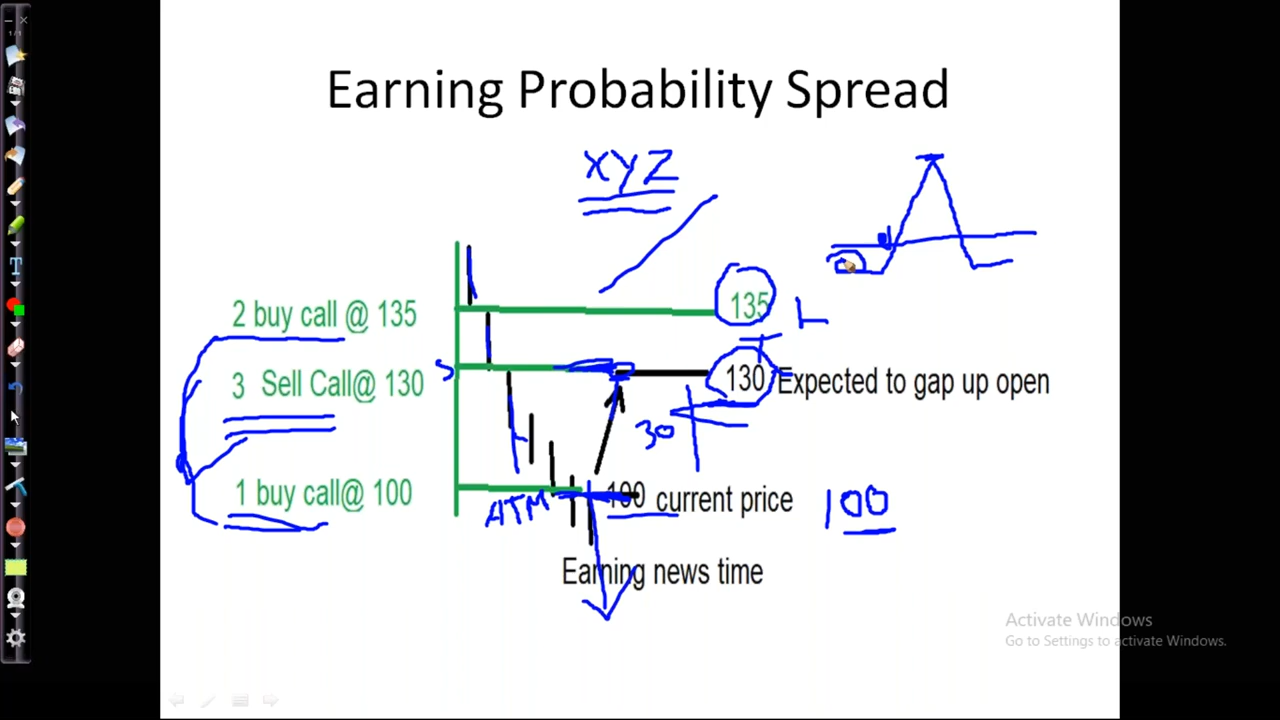 1/1
Earning Probability Spread
XYZ
2 buy call @ 135
135
3 Sell Call@ 130
130 Expected to gap up open
30
1 buy call@ 100
ATM
100 current price
100
Earning news time
Activate Windows
Go to Settings to activate Windows.